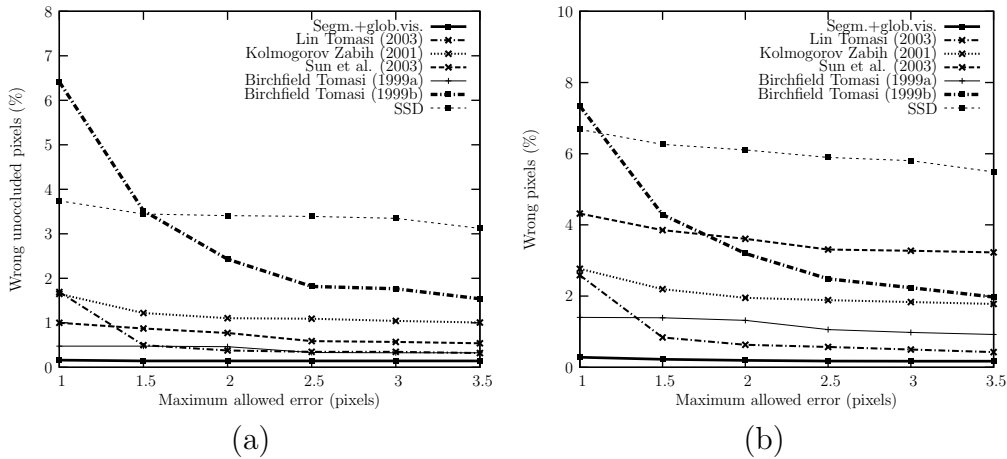 Wrong unoccluded pixels (%)
8
7
6
5
4
3
2
1
0
1
1.5
2
2.5
3
3.5
Maximum allowed error (pixels)
Segm.+glob.vis.
Lin Tomasi (2003)
Kolmogorov Zabih (2001)
Sun et al. (2003)
Birchfield Tomasi (1999a)
Birchfield Tomasi (1999b)
SSD
(a)
Wrong pixels (%)
10
8
6
4
2
0
1
1.5
2
2.5
3
3.5
Maximum allowed error (pixels)
Segm.+glob.vis.
Lin Tomasi (2003)
Kolmogorov Zabih (2001)
Sun et al. (2003)
Birchfield Tomasi (1999a)
Birchfield Tomasi (1999b)
SSD
(b)